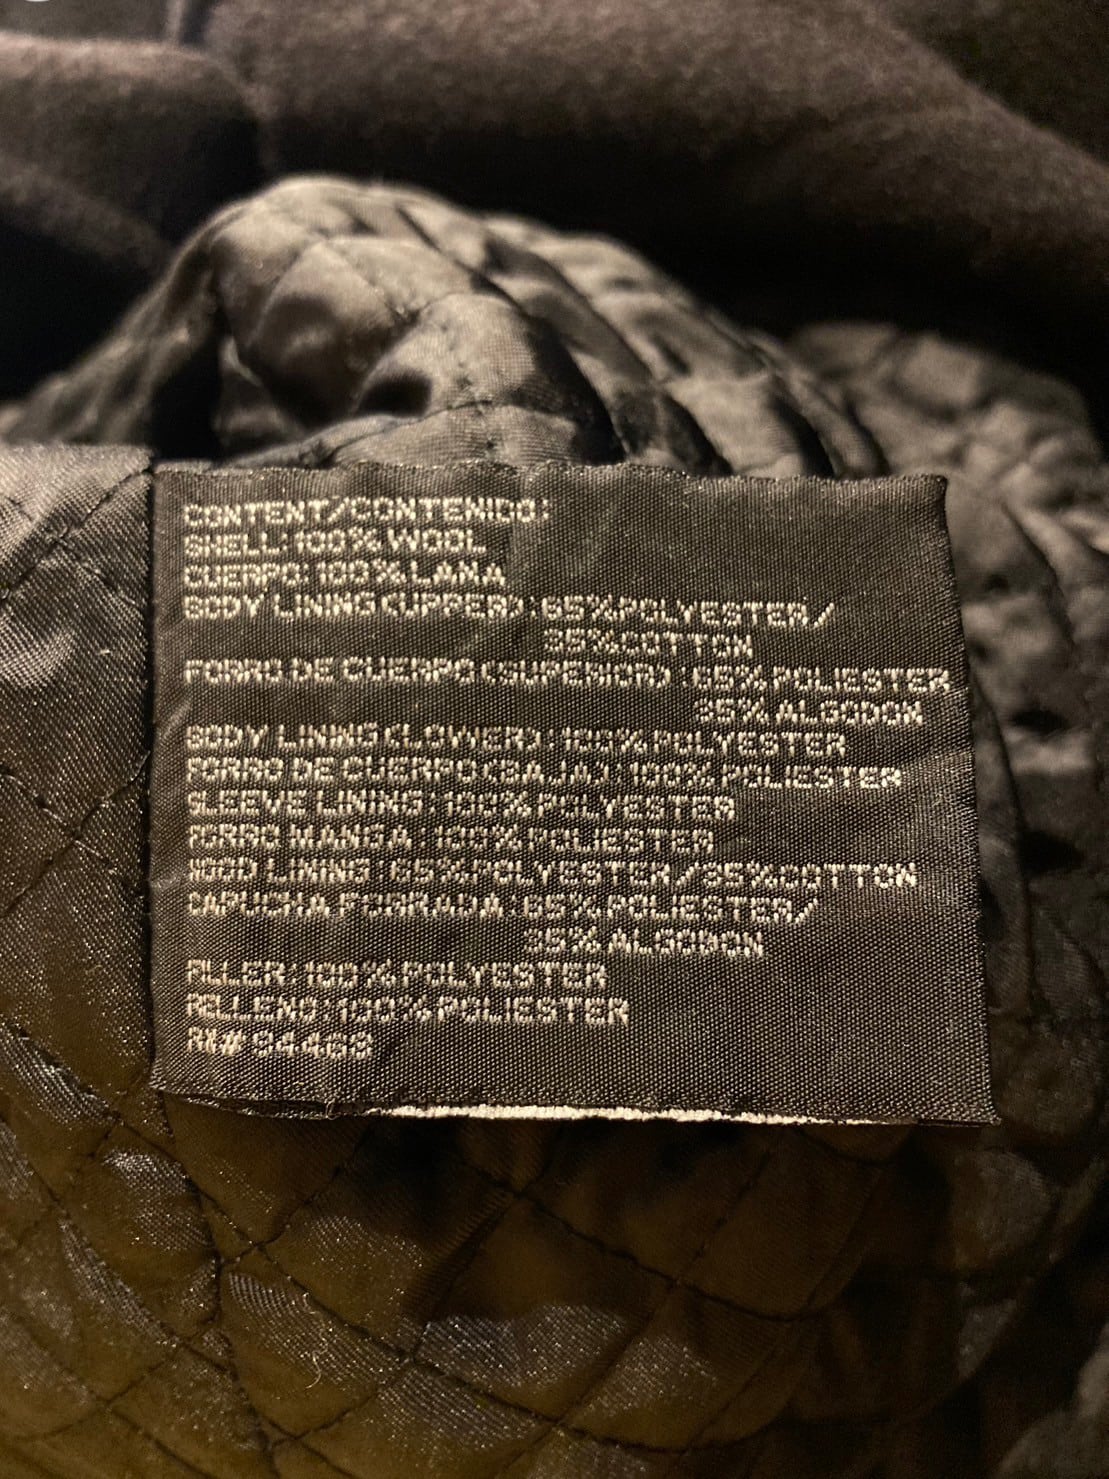 CONTENT/CONTENIDO:
SHELL: 100% WOOL
CUERPO: 100% LANA
BODY LINING (UPPER): 65% POLYESTER/
35% COTTON
FORRO DE CUERPO (SUPERIOR): 65% POLIESTER
35% ALGODON
BODY LINING (LOWER): 100% POLYESTER
FORRO DE CUERPO (BAJA): 100% POLIESTER
SLEEVE LINING: 100% POLYESTER
FORRO MANGA: 100% POLIESTER
HOOD LINING: 65% POLYESTER/35% COTTON
CAPUCHA FORRADA: 65% POLIESTER/
35% ALGODON
FILLER: 100% POLYESTER
RELLENO: 100% POLIESTER
RN# 94469